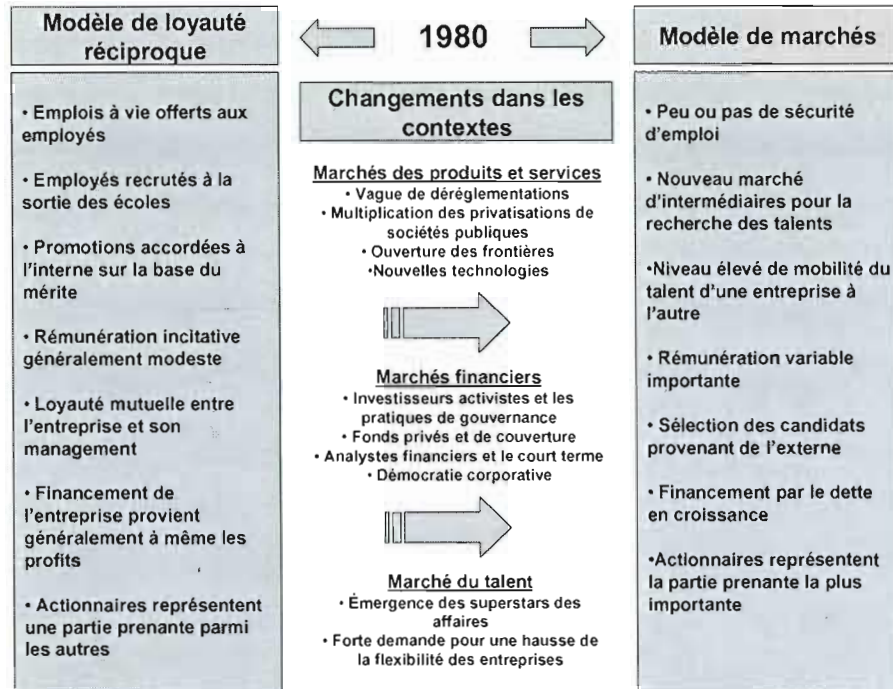 Modèle de loyauté
réciproque
• Emplois à vie offerts aux
employés
• Employés recrutés à la
sortie des écoles
• Promotions accordées à
l'interne sur la base du
mérite
• Rémunération incitative
généralement modeste
• Loyauté mutuelle entre
l'entreprise et son
management
• Financement de
l'entreprise provient
généralement à même les
profits
• Actionnaires représentent
une partie prenante parmi
les autres
1980
Changements dans les
contextes
Marchés des produits et services
• Vague de déréglementations
• Multiplication des privatisations de
sociétés publiques
• Ouverture des frontières
•Nouvelles technologies
Marchés financiers
• Investisseurs activistes et les
pratiques de gouvernance
• Fonds privés et de couverture
• Analystes financiers et le court terme
• Démocratie corporative
Marché du talent
• Émergence des superstars des
affaires
• Forte demande pour une hausse de
la flexibilité des entreprises
Modèle de marchés
• Peu ou pas de sécurité
d'emploi
• Nouveau marché
d'intermédiaires pour la
recherche des talents
•Niveau élevé de mobilité du
talent d'une entreprise à
l'autre
• Rémunération variable
importante
• Sélection des candidats
provenant de l'externe
• Financement par le dette
en croissance
•Actionnaires représentent
la partie prenante la plus
importante